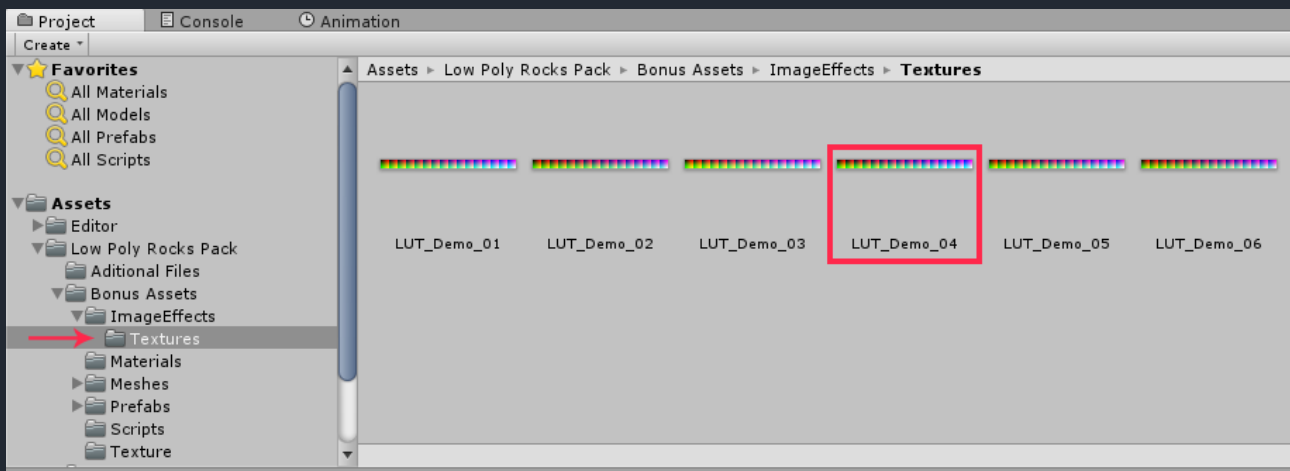 Project Console Animation
Create
Favorites
All Materials
All Models
All Prefabs
All Scripts
Assets
Editor
Low Poly Rocks Pack
Aditional Files
Bonus Assets
ImageEffects
Textures
Materials
Meshes
Prefabs
Scripts
Texture
Assets Low Poly Rocks Pack Bonus Assets ImageEffects Textures
LUT_Demo_01 LUT_Demo_02 LUT_Demo_03 LUT_Demo_04 LUT_Demo_05 LUT_Demo_06